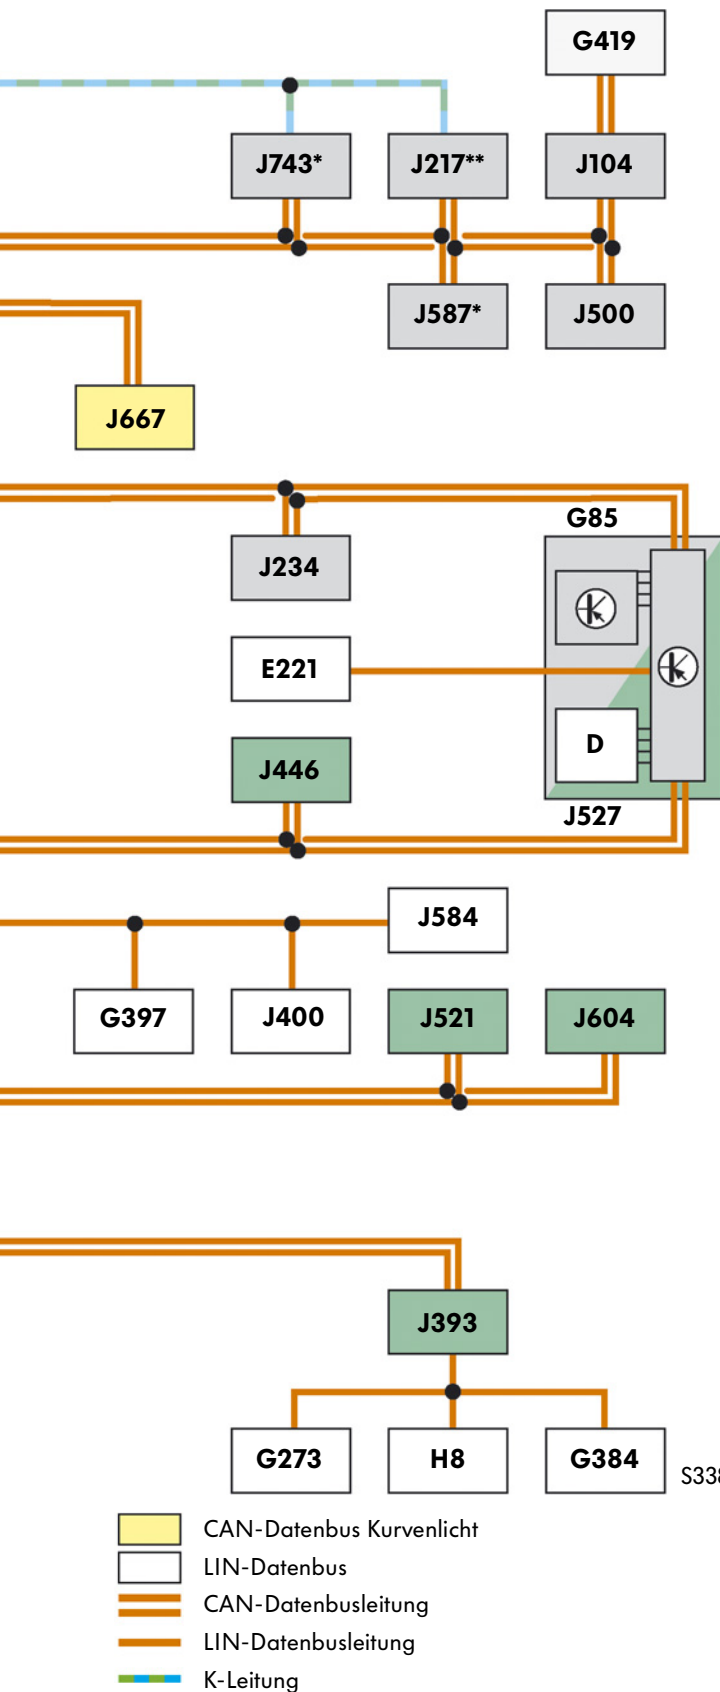 G419
J743*
J217**
J104
J587*
J500
J667
G85
J234
E221
D
J446
J527
J584
G397
J400
J521
J604
J393
G273
H8
G384
S338
CAN-Datenbus Kurvenlicht
LIN-Datenbus
CAN-Datenbusleitung
LIN-Datenbusleitung
K-Leitung